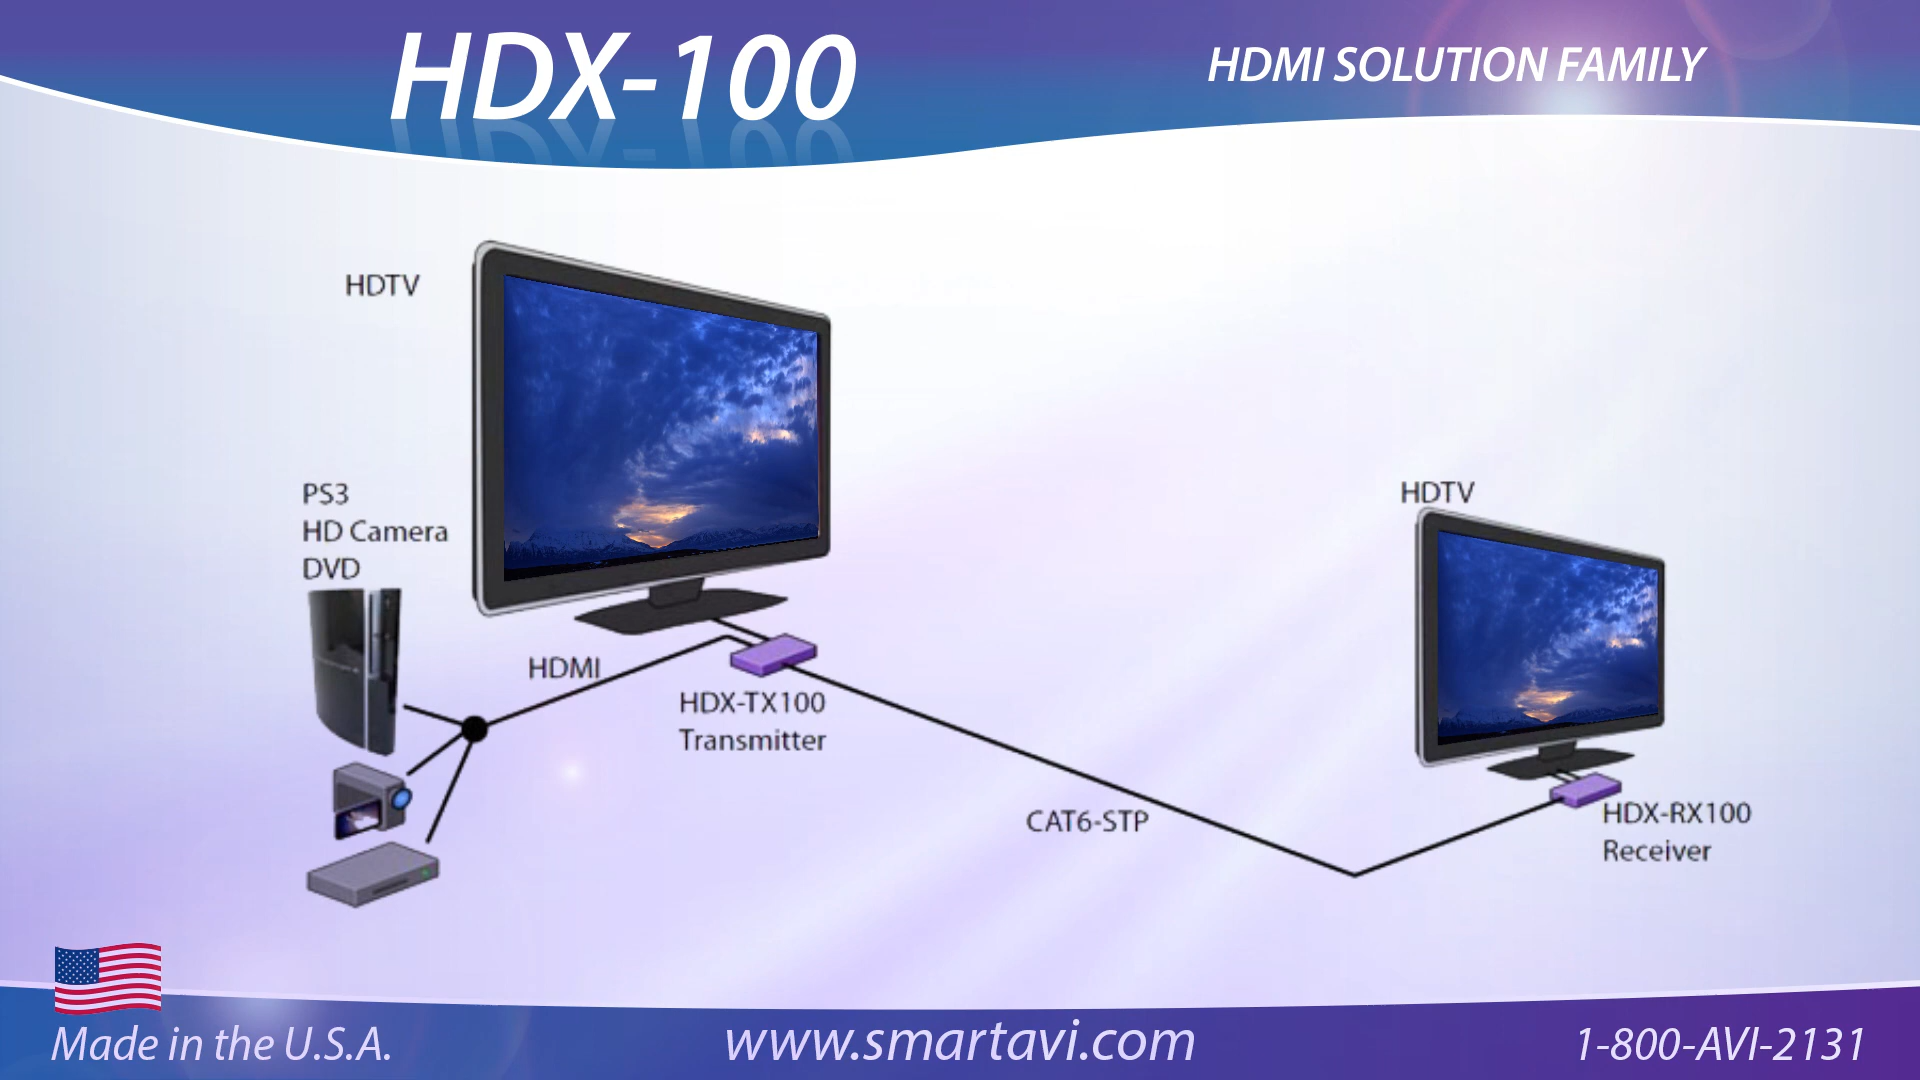 HDX-100
HDMI SOLUTION FAMILY
HDTV
PS3
HD Camera
DVD
HDMI
HDX-TX100
Transmitter
CAT6-STP
HDTV
HDX-RX100
Receiver
Made in the U.S.A.
www.smartavi.com
1-800-AVI-2131